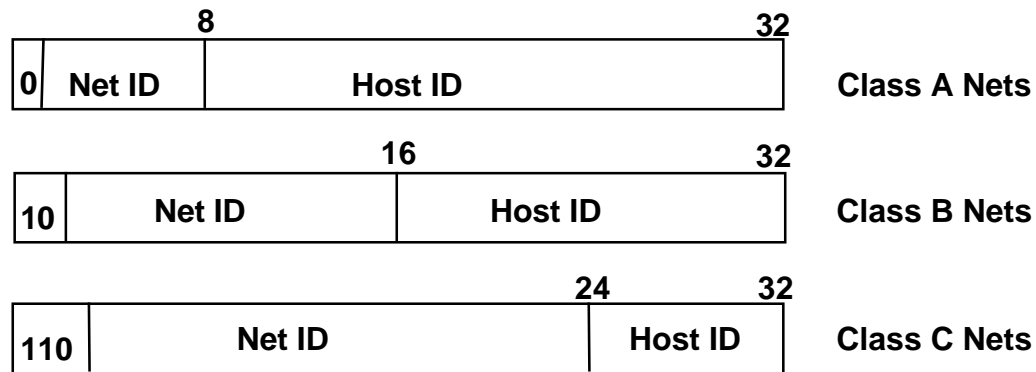 8 32
0 Net ID Host ID Class A Nets
16 32
10 Net ID Host ID Class B Nets
24 32
110 Net ID Host ID Class C Nets